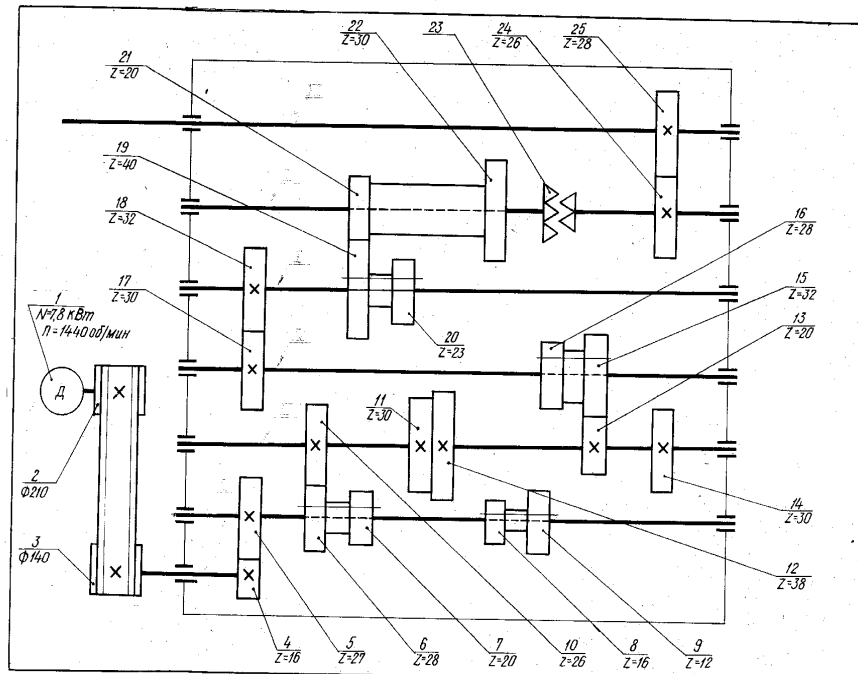 22
Z=30
23
24
Z=26
25
Z=28
21
Z=20
19
Z=40
18
Z=32
16
Z=28
17
Z=30
15
Z=32
1
N=7,8 кВт
n=1440 об/мин
20
Z=23
13
Z=20
Д
11
Z=30
2
Ф210
14
Z=30
3
Ф140
12
Z=38
4
Z=16
5
Z=27
6
Z=28
7
Z=20
10
Z=26
8
Z=16
9
Z=12